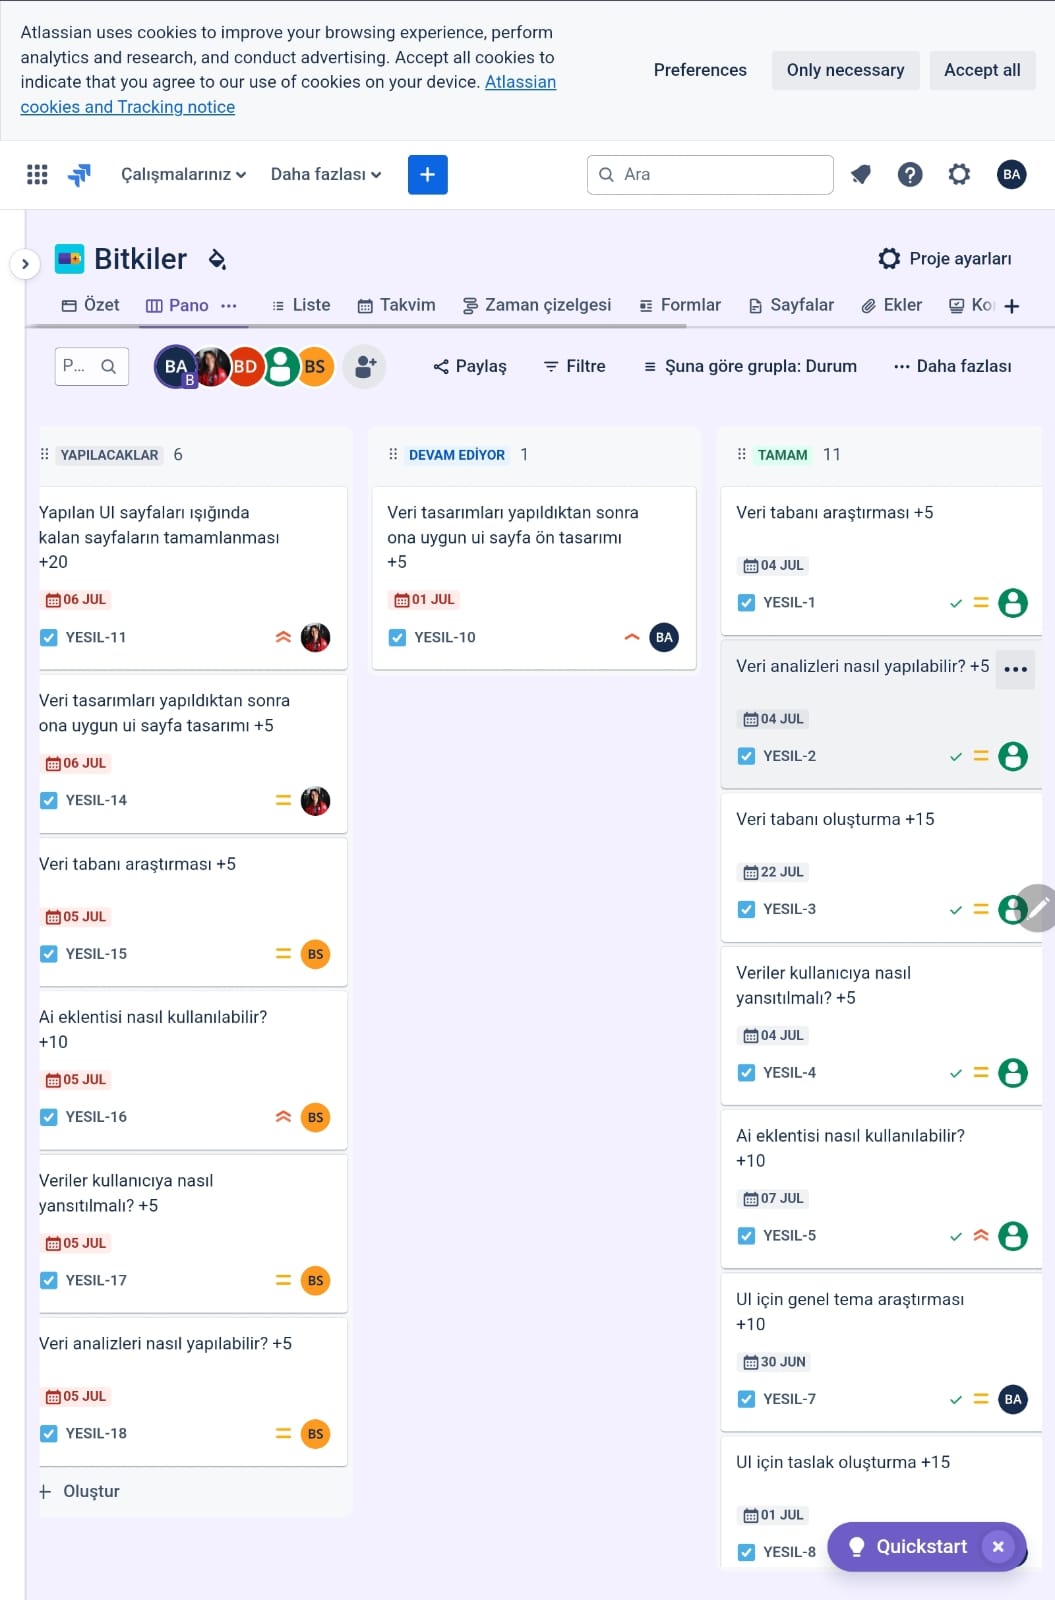 Atlassian uses cookies to improve your browsing experience, perform
analytics and research, and conduct advertising. Accept all cookies to
indicate that you agree to our use of cookies on your device. Atlassian
cookies and Tracking notice
Preferences
Only necessary
Accept all
Çalışmalarınız
Daha fazlası
Ara
BA
Bitkiler
Proje ayarları
Özet
Pano
Liste
Takvim
Zaman çizelgesi
Formlar
Sayfalar
Ekler
P...
BA
B
BD
BS
Paylaş
Filtre
Şuna göre grupla: Durum
Daha fazlası
YAPILACAKLAR 6
Yapılan UI sayfaları ışığında
kalan sayfaların tamamlanması
+20
06 JUL
YESIL-11
Veri tasarımları yapıldıktan sonra
ona uygun ui sayfa tasarımı +5
06 JUL
YESIL-14
Veri tabanı araştırması +5
05 JUL
YESIL-15
BS
Ai eklentisi nasıl kullanılabilir?
+10
05 JUL
YESIL-16
BS
Veriler kullanıcıya nasıl
yansıtılmalı? +5
05 JUL
YESIL-17
BS
Veri analizleri nasıl yapılabilir? +5
05 JUL
YESIL-18
BS
+ Oluştur
DEVAM EDİYOR 1
Veri tasarımları yapıldıktan sonra
ona uygun ui sayfa ön tasarımı
+5
01 JUL
YESIL-10
BA
TAMAM 11
Veri tabanı araştırması +5
04 JUL
YESIL-1
Veri analizleri nasıl yapılabilir? +5
04 JUL
YESIL-2
Veri tabanı oluşturma +15
22 JUL
YESIL-3
Veriler kullanıcıya nasıl
yansıtılmalı? +5
04 JUL
YESIL-4
Ai eklentisi nasıl kullanılabilir?
+10
07 JUL
YESIL-5
UI için genel tema araştırması
+10
30 JUN
YESIL-7
BA
UI için taslak oluşturma +15
01 JUL
YESIL-8
Quickstart